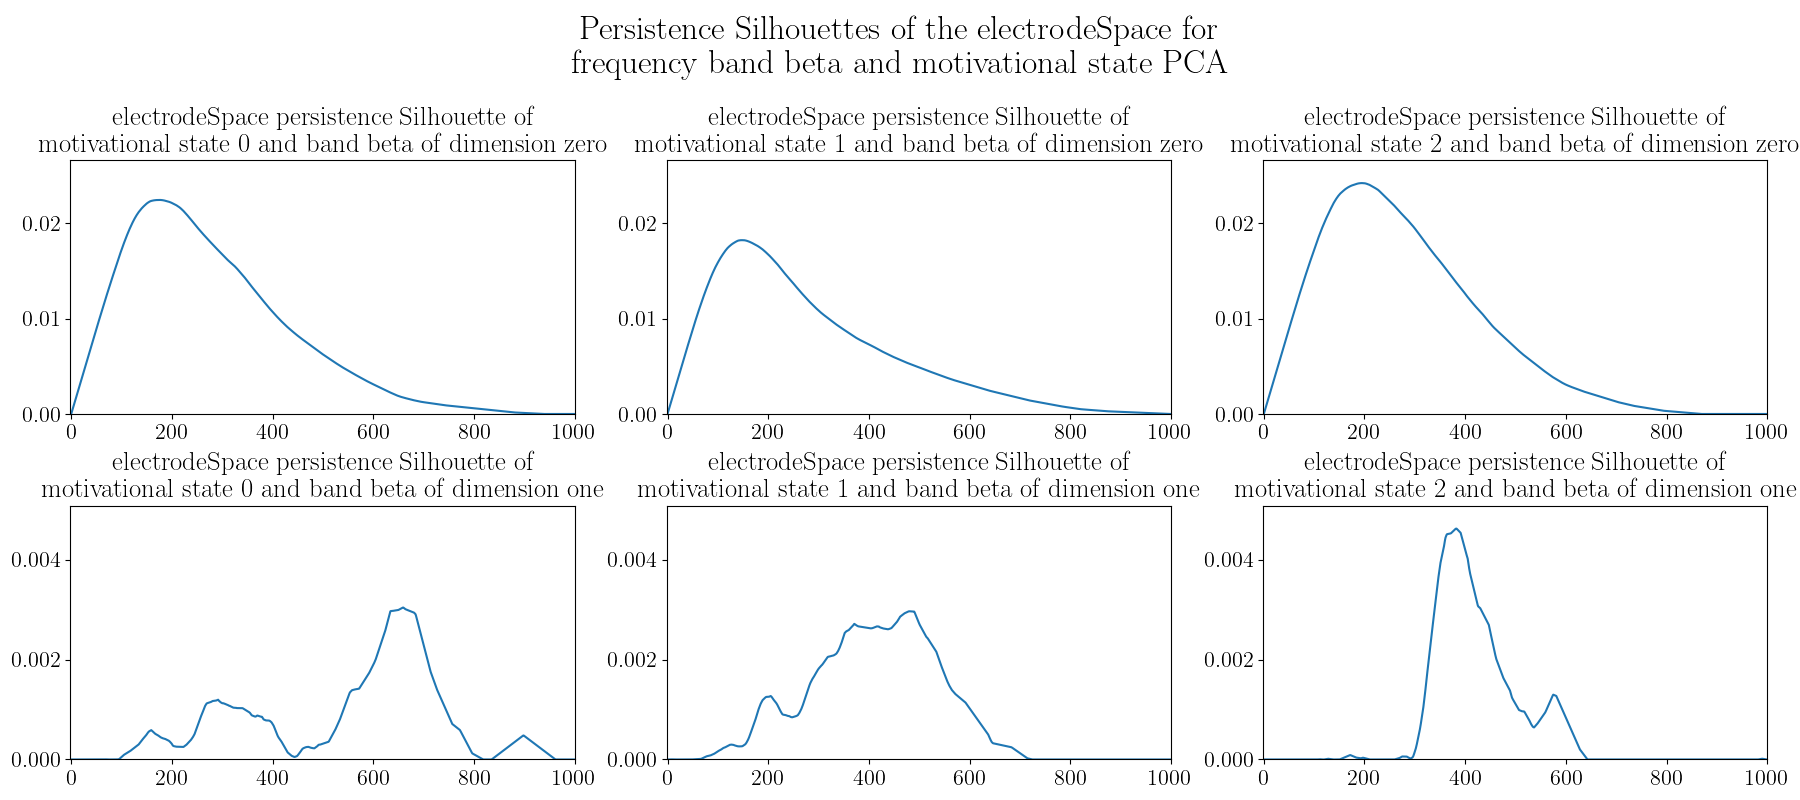 Persistence Silhouettes of the electrodeSpace for
frequency band beta and motivational state PCA
electrodeSpace persistence Silhouette of
motivational state 0 and band beta of dimension zero
0.02
0.01
0.00
0 200 400 600 800 1000
electrodeSpace persistence Silhouette of
motivational state 1 and band beta of dimension zero
0.02
0.01
0.00
0 200 400 600 800 1000
electrodeSpace persistence Silhouette of
motivational state 2 and band beta of dimension zero
0.02
0.01
0.00
0 200 400 600 800 1000
electrodeSpace persistence Silhouette of
motivational state 0 and band beta of dimension one
0.004
0.002
0.000
0 200 400 600 800 1000
electrodeSpace persistence Silhouette of
motivational state 1 and band beta of dimension one
0.004
0.002
0.000
0 200 400 600 800 1000
electrodeSpace persistence Silhouette of
motivational state 2 and band beta of dimension one
0.004
0.002
0.000
0 200 400 600 800 1000